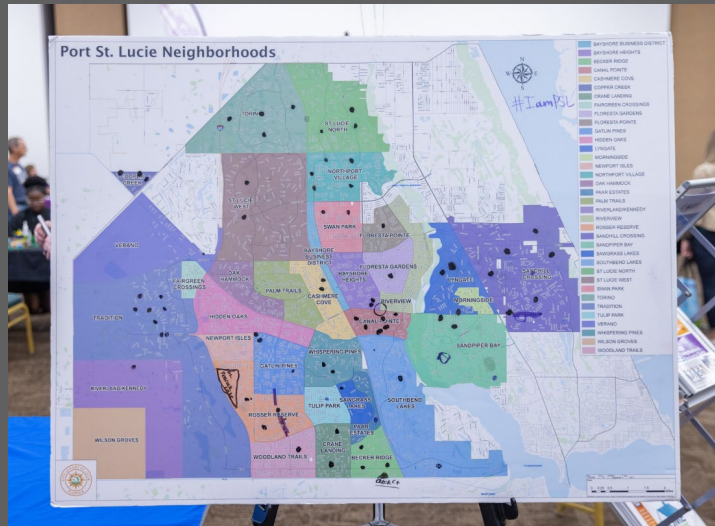 Port St. Lucie Neighborhoods
BAYSHORE BUSINESS DISTRICT
BAYSHORE HEIGHTS
BECKER RIDGE
CANAL POINTE
CASHMERE COVE
COPPER CREEK
CRANE LANDING
FAIRGREEN CROSSINGS
FLORESTA GARDENS
FLORESTA POINTE
GATLIN PINES
HIDDEN OAKS
LYNGATE
MORNINGSIDE
NEWPORT ISLES
NORTHPORT VILLAGE
OAK HAMMOCK
PAAR ESTATES
PALM TRAILS
RIVERLAND/KENNEDY
RIVERVIEW
ROSSER RESERVE
SANDHILL CROSSING
SANDPIPER BAY
SAWGRASS LAKES
SOUTHBEND LAKES
ST LUCIE NORTH
ST LUCIE WEST
SWAN PARK
TORINO
TRADITION
TULIP PARK
VERANO
WHISPERING PINES
WILSON GROVES
WOODLAND TRAILS
N
#IamPSL
TORINO
ST LUCIE
NORTH
NORTHPORT
VILLAGE
ST LUCIE
WEST
SWAN PARK
FLORESTA POINTE
VERANO
BAYSHORE
BUSINESS
DISTRICT
FLORESTA GARDENS
BAYSHORE
HEIGHTS
OAK
HAMMOCK
FAIRGREEN
CROSSINGS
PALM TRAILS
CASHMERE
COVE
LYNGATE
MORNINGSIDE
RIVERVIEW
TRADITION
HIDDEN OAKS
CANAL POINTE
NEWPORT ISLES
SANDPIPER BAY
WHISPERING PINES
GATLIN PINES
RIVERLAND/KENNEDY
SAWGRASS
LAKES
SOUTHBEND
LAKES
TULIP PARK
ROSSER RESERVE
WILSON GROVES
PAAR
ESTATES
CRANE
LANDING
WOODLAND TRAILS
BECKER RIDGE